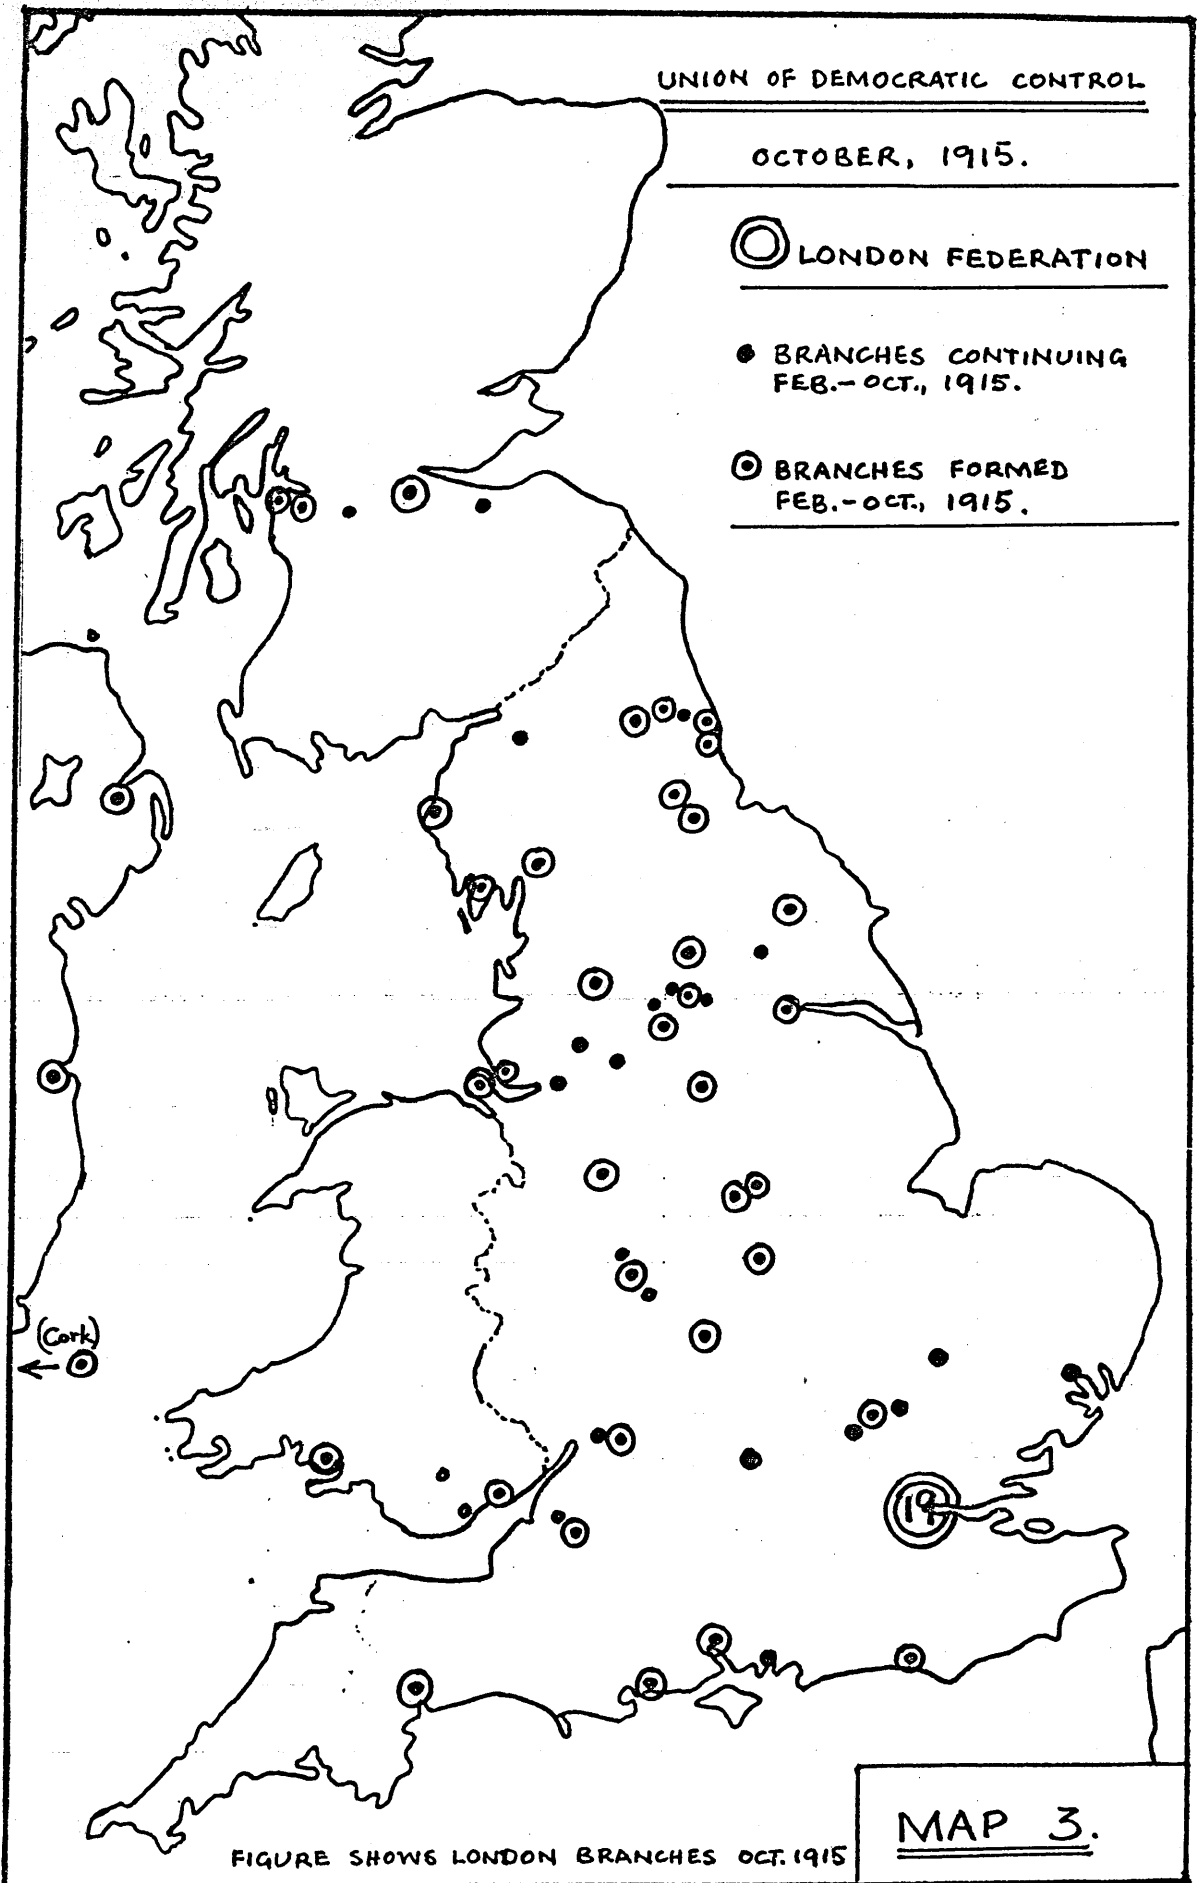 UNION OF DEMOCRATIC CONTROL
OCTOBER, 1915.
LONDON FEDERATION
BRANCHES CONTINUING
FEB.-OCT., 1915.
BRANCHES FORMED
FEB.-OCT., 1915.
(Cork)
19
MAP 3.
FIGURE SHOWS LONDON BRANCHES OCT. 1915